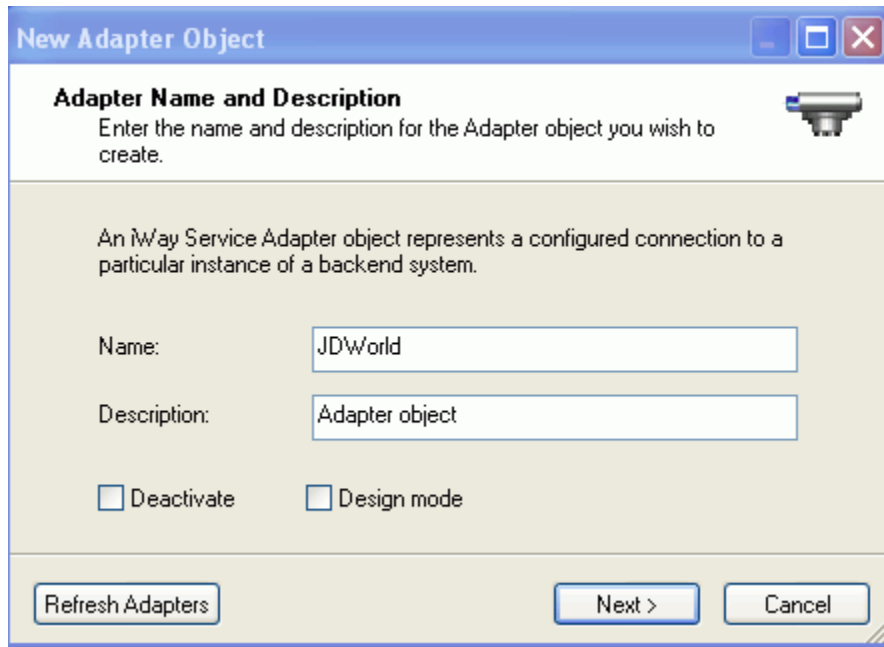 New Adapter Object
Adapter Name and Description
Enter the name and description for the Adapter object you wish to
create.
An iWay Service Adapter object represents a configured connection to a
particular instance of a backend system.
Name: JDWorld
Description: Adapter object
Deactivate Design mode
Refresh Adapters Next > Cancel